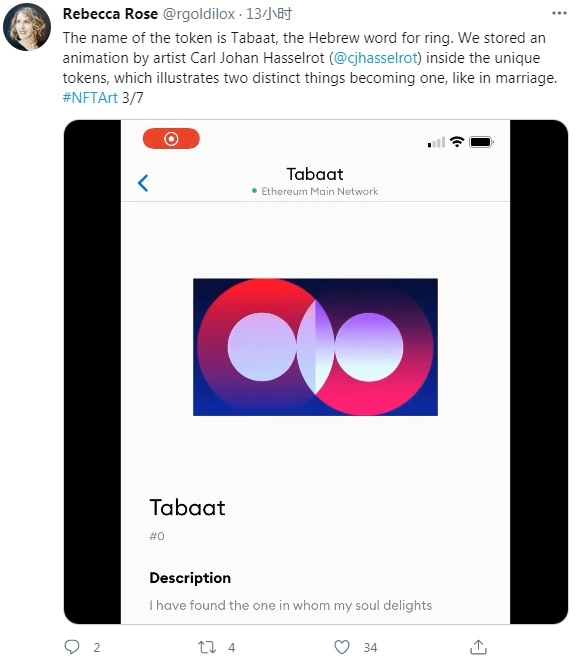 Rebecca Rose @rgoldilox · 13小时
The name of the token is Tabaat, the Hebrew word for ring. We stored an
animation by artist Carl Johan Hasselrot (@cjhasselrot) inside the unique
tokens, which illustrates two distinct things becoming one, like in marriage.
#NFTArt 3/7
Tabaat
Ethereum Main Network
Tabaat
#0
Description
I have found the one in whom my soul delights
2 4 34